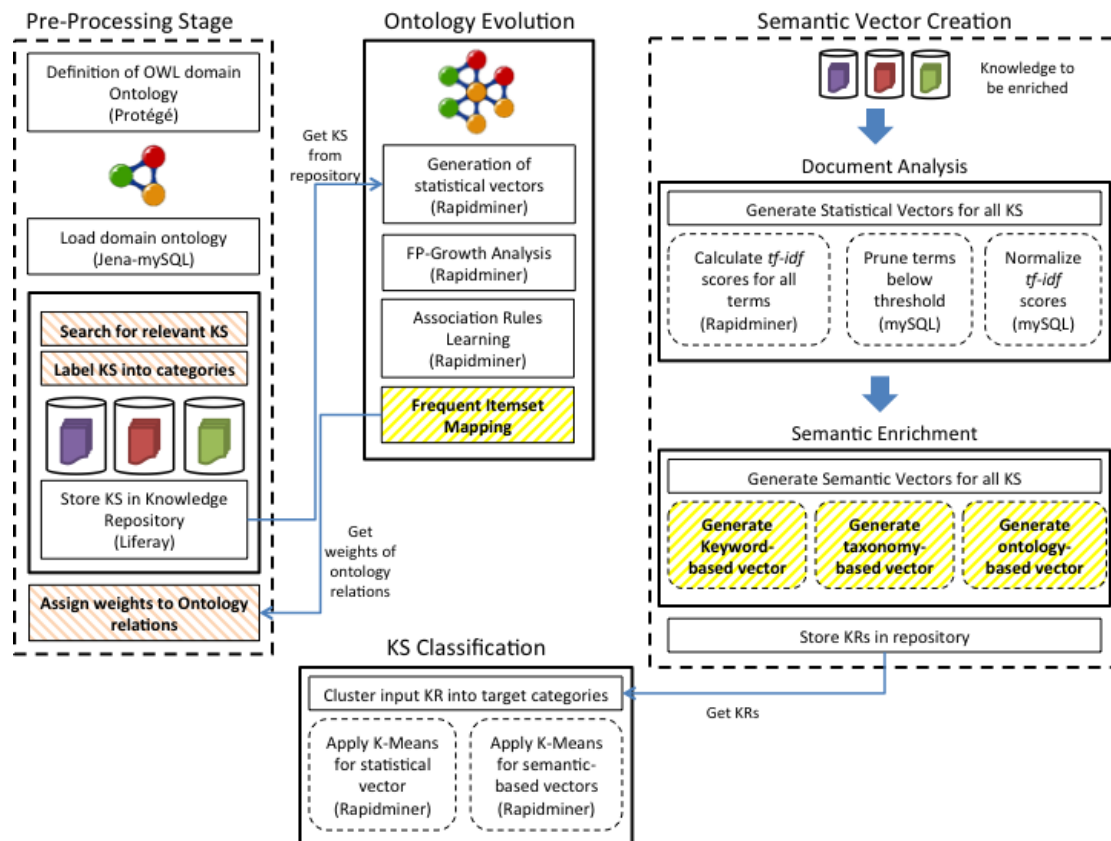 Pre-Processing Stage
Definition of OWL domain
Ontology
(Protégé)
Load domain ontology
(Jena-mySQL)
Search for relevant KS
Label KS into categories
Store KS in Knowledge
Repository
(Liferay)
Assign weights to Ontology
relations
Get KS
from
repository
Get
weights of
ontology
relations
Ontology Evolution
Generation of
statistical vectors
(Rapidminer)
FP-Growth Analysis
(Rapidminer)
Association Rules
Learning
(Rapidminer)
Frequent Itemset
Mapping
Semantic Vector Creation
Knowledge to
be enriched
Document Analysis
Generate Statistical Vectors for all KS
Calculate tf-idf
scores for all
terms
(Rapidminer)
Prune terms
below
threshold
(mySQL)
Normalize
tf-idf
scores
(mySQL)
Semantic Enrichment
Generate Semantic Vectors for all KS
Generate
Keyword-
based vector
Generate
taxonomy-
based vector
Generate
ontology-
based vector
Store KRs in repository
Get KRs
KS Classification
Cluster input KR into target categories
Apply K-Means
for statistical
vector
(Rapidminer)
Apply K-Means
for semantic-
based vectors
(Rapidminer)